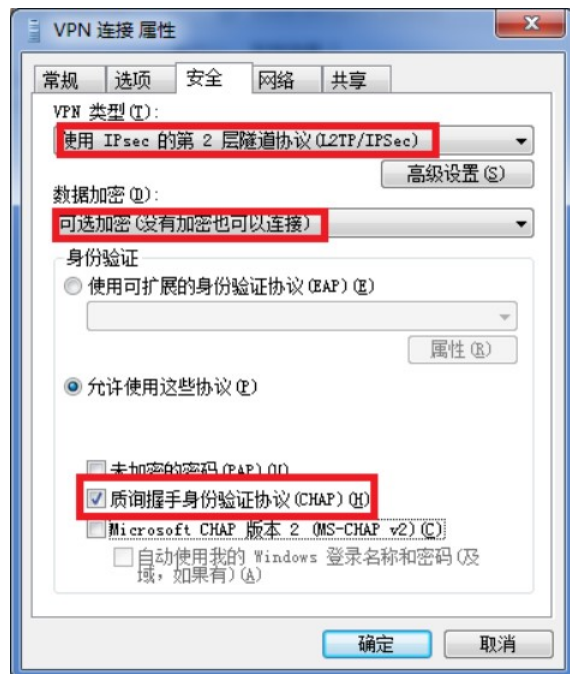 VPN 连接 属性
常规 选项 安全 网络 共享
VPN 类型(T):
使用 IPsec 的第 2 层隧道协议(L2TP/IPSec)
高级设置(S)
数据加密(D):
可选加密(没有加密也可以连接)
身份验证
使用可扩展的身份验证协议(EAP)(E)
属性(R)
允许使用这些协议(P)
未加密的密码(PAP)(U)
质询握手身份验证协议(CHAP)(H)
Microsoft CHAP 版本 2 (MS-CHAP v2)(C)
自动使用我的 Windows 登录名称和密码(及
域，如果有)(A)
确定 取消